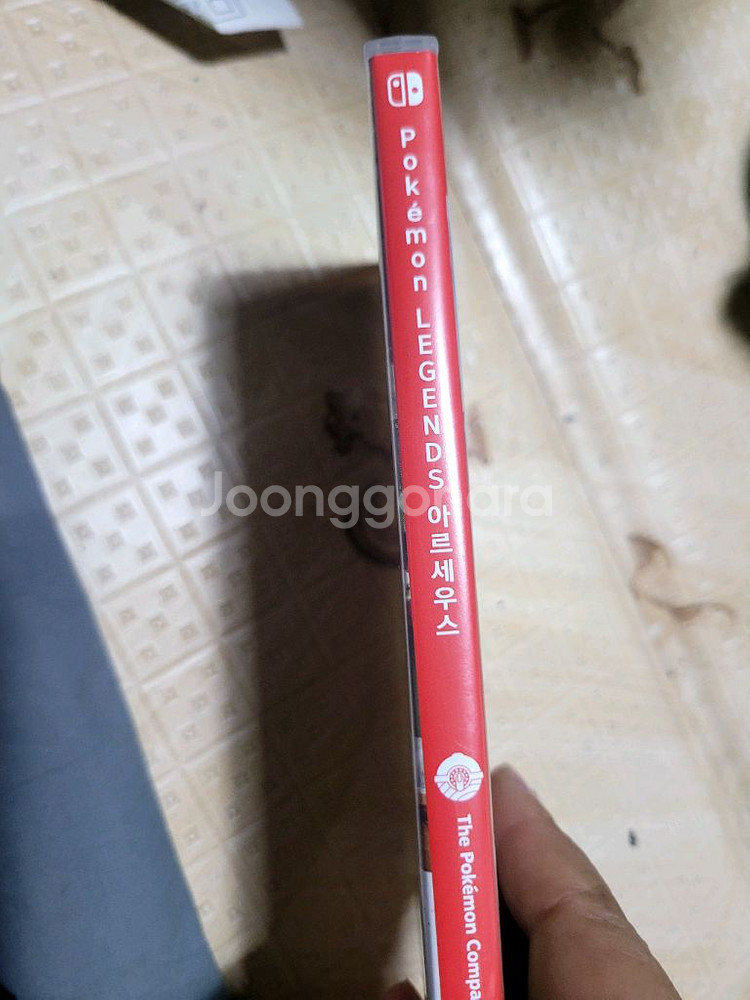 Pokémon LEGENDS 아르세우스
The Pokémon Compa
Joonggonara